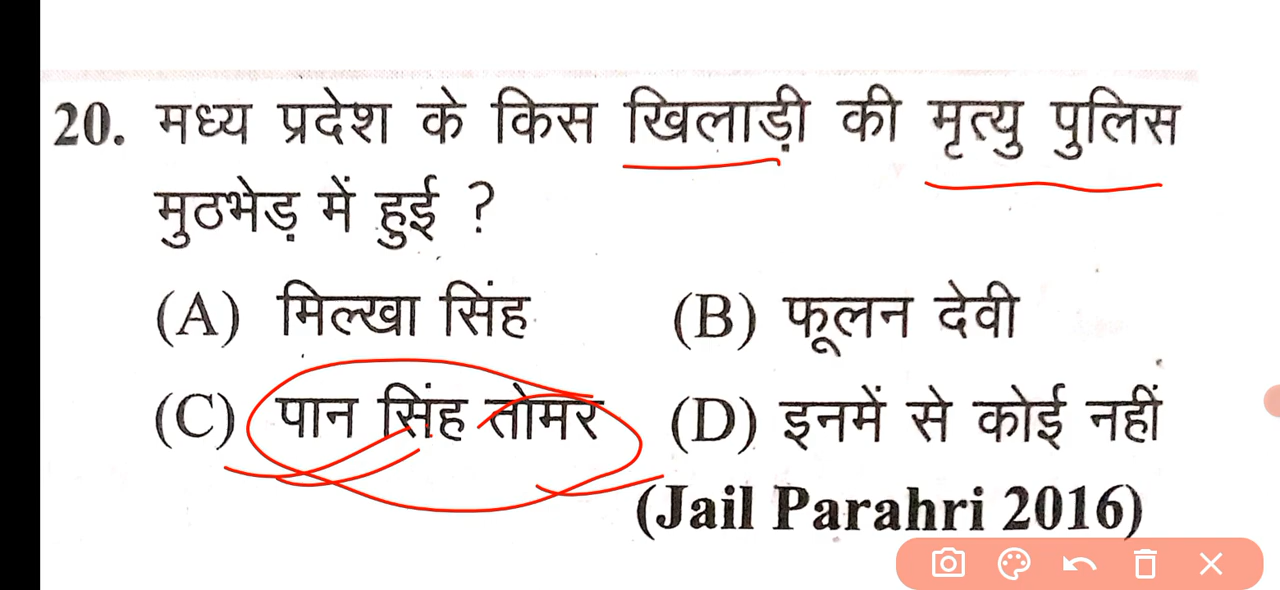 20. मध्य प्रदेश के किस खिलाड़ी की मृत्यु पुलिस
मुठभेड़ में हुई ?
(A) मिल्खा सिंह (B) फूलन देवी
(C) पान सिंह तोमर (D) इनमें से कोई नहीं
(Jail Parahri 2016)